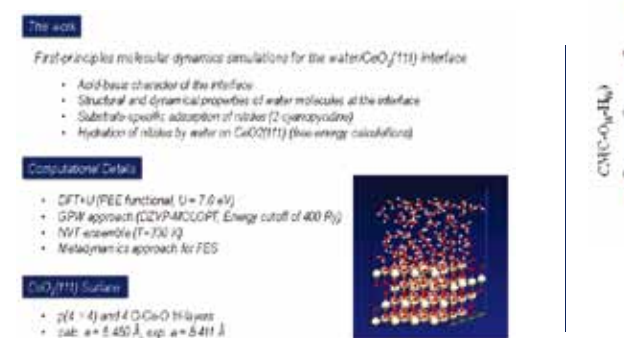 This work
First-principles molecular dynamics simulations for the water/CeO₂(111) interface
• Acid-base character of the interface
• Structural and dynamical properties of water molecules at the interface
• Substrate-specific adsorption of nitriles (2-cyanopyridine)
• Hydration of nitriles by water on CeO2(111) (free energy calculations)
Computational Details
• DFT+U (PBE functional, U = 7.0 eV)
• GPW approach (DZVP-MOLOPT, Energy cutoff of 400 Ry)
• NVT ensemble (T=330 K)
• Metadynamics approach for FES
CeO₂(111) Surface
• p(4 × 4) and 4 O-Ce-O tri-layers
• calc. a = 5.450 Å, exp. a = 5.411 Å